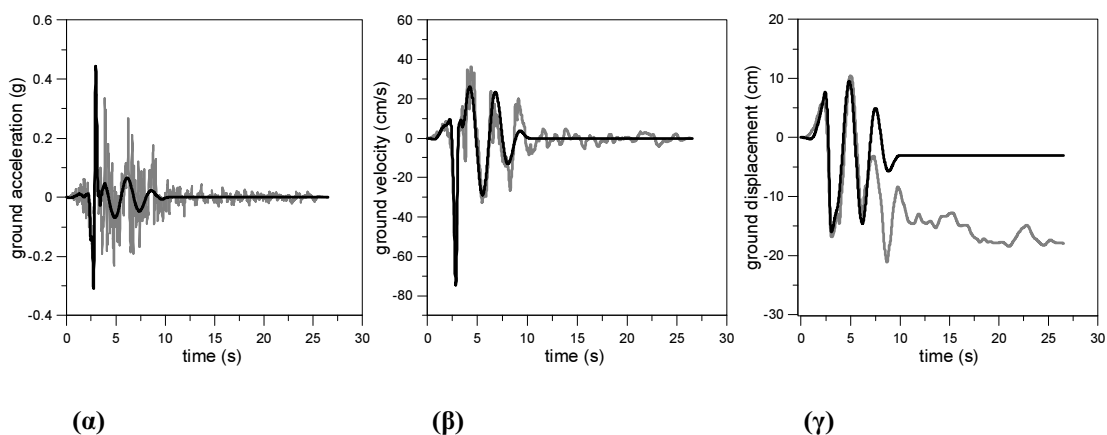 ground acceleration (g)
0.6
0.4
0.2
0
-0.2
-0.4
0 5 10 15 20 25 30
time (s)
ground velocity (cm/s)
60
40
20
0
-20
-40
-60
-80
0 5 10 15 20 25 30
time (s)
ground displacement (cm)
20
10
0
-10
-20
-30
0 5 10 15 20 25 30
time (s)
(α) (β) (γ)